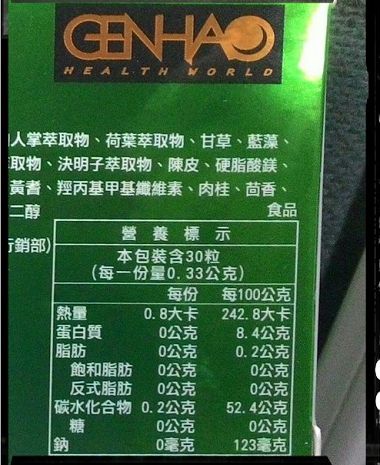 GENHAO
HEALTH WORLD
人掌萃取物、荷葉萃取物、甘草、藍藻、
取物、決明子萃取物、陳皮、硬脂酸鎂、
黃耆、羥丙基甲基纖維素、肉桂、茴香、
二醇 食品
行銷部)
營養標示
本包裝含30粒
(每一份量0.33公克)
每份 每100公克
熱量 0.8大卡 242.8大卡
蛋白質 0公克 8.4公克
脂肪 0公克 0.2公克
飽和脂肪 0公克 0公克
反式脂肪 0公克 0公克
碳水化合物 0.2公克 52.4公克
糖 0公克 0公克
鈉 0毫克 123毫克